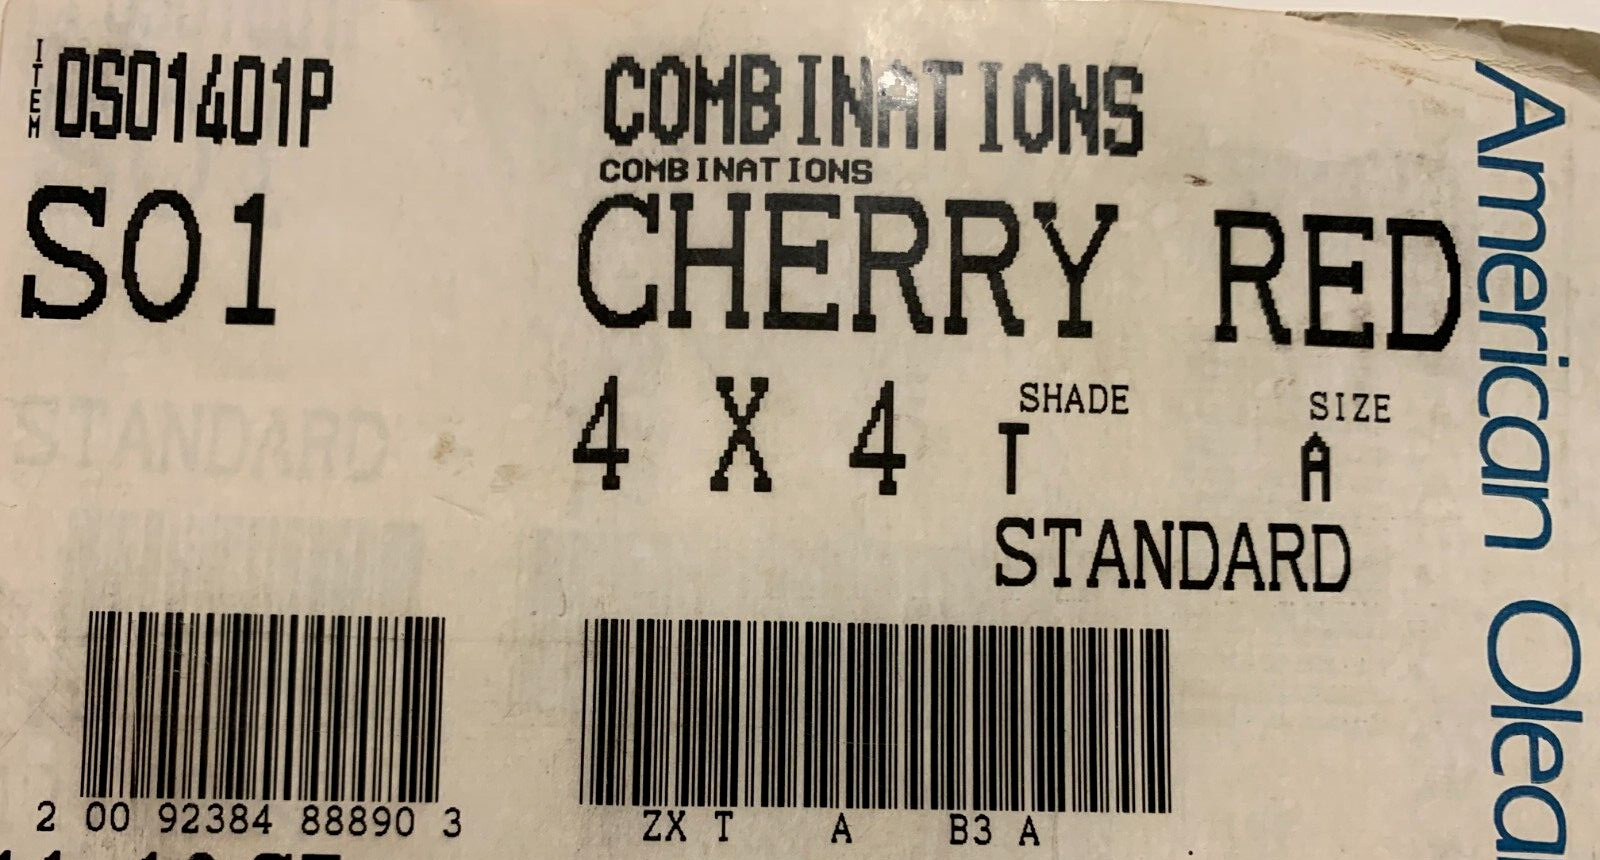 ITEM 0S01401P
COMBINATIONS
COMBINATIONS
S01
CHERRY RED
4 X 4
SHADE
T
SIZE
A
STANDARD
STANDARD
2 00 92384 88890 3
ZX T A B3 A
American Olea